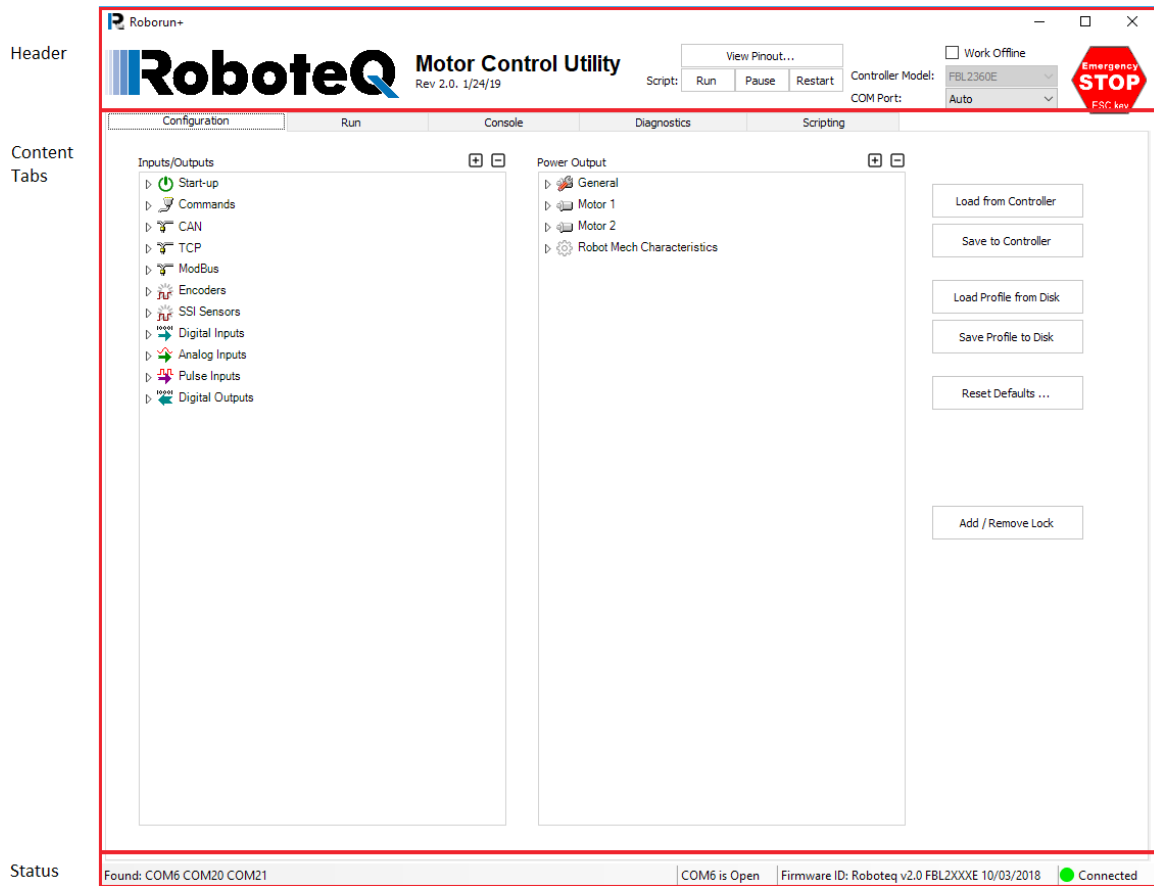 Roborun+
Header
RoboteQ
Motor Control Utility
Rev 2.0. 1/24/19
View Pinout...
Script: Run Pause Restart
Work Offline
Controller Model: FBL2360E
COM Port: Auto
Emergency
STOP
ESC key
Content
Tabs
Configuration Run Console Diagnostics Scripting
Inputs/Outputs
Start-up
Commands
CAN
TCP
ModBus
Encoders
SSI Sensors
Digital Inputs
Analog Inputs
Pulse Inputs
Digital Outputs
Power Output
General
Motor 1
Motor 2
Robot Mech Characteristics
Load from Controller
Save to Controller
Load Profile from Disk
Save Profile to Disk
Reset Defaults ...
Add / Remove Lock
Status
Found: COM6 COM20 COM21 COM6 is Open Firmware ID: Roboteq v2.0 FBL2XXXE 10/03/2018 Connected